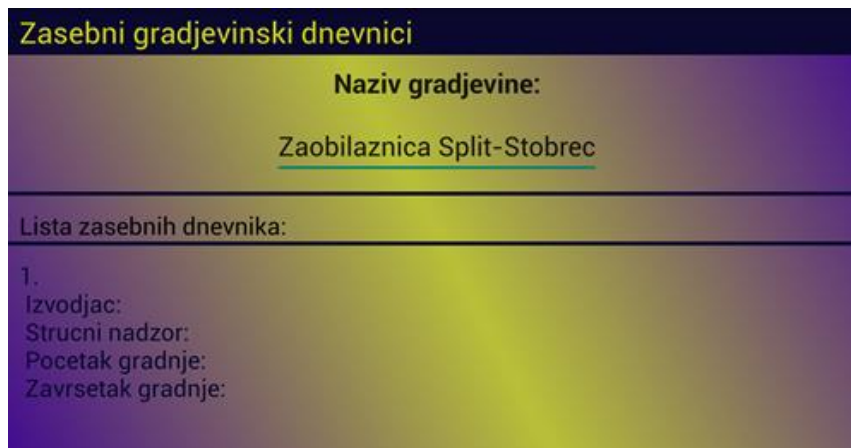 Zasebni gradjevinski dnevnici
Naziv gradjevine:
Zaobilaznica Split-Stobrec
Lista zasebnih dnevnika:
1.
Izvodjac:
Strucni nadzor:
Pocetak gradnje:
Zavrsetak gradnje: